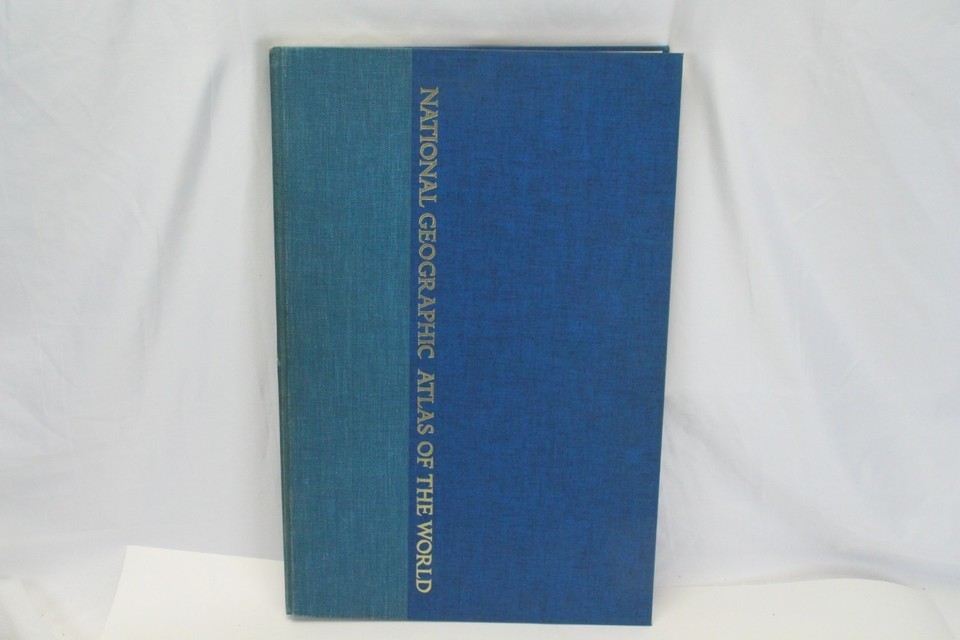 NATIONAL GEOGRAPHIC ATLAS OF THE WORLD